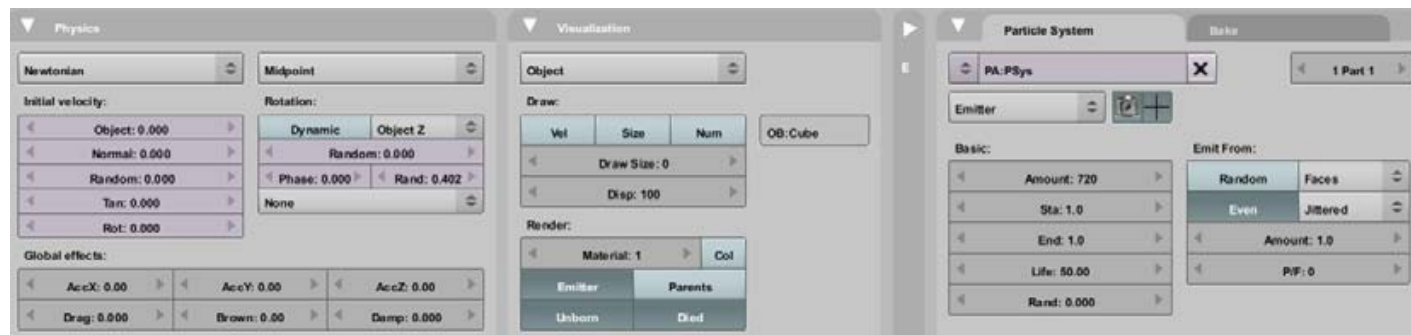 Physics
Newtonian
Midpoint
Initial velocity:
Rotation:
Object: 0.000
Dynamic
Object Z
Normal: 0.000
Random: 0.000
Random: 0.000
Phase: 0.000
Rand: 0.402
Tan: 0.000
None
Rot: 0.000
Global effects:
AccX: 0.00
AccY: 0.00
AccZ: 0.00
Drag: 0.000
Brown: 0.00
Damp: 0.000
Visualization
Object
Draw:
Vel
Size
Num
OB:Cube
Draw Size: 0
Disp: 100
Render:
Material: 1
Col
Emitter
Parents
Unborn
Died
Particle System
Bake
PA:PSys
X
1 Part 1
Emitter
Basic:
Emit From:
Amount: 720
Random
Faces
Sta: 1.0
Even
Jittered
End: 1.0
Amount: 1.0
Life: 50.00
P/F: 0
Rand: 0.000